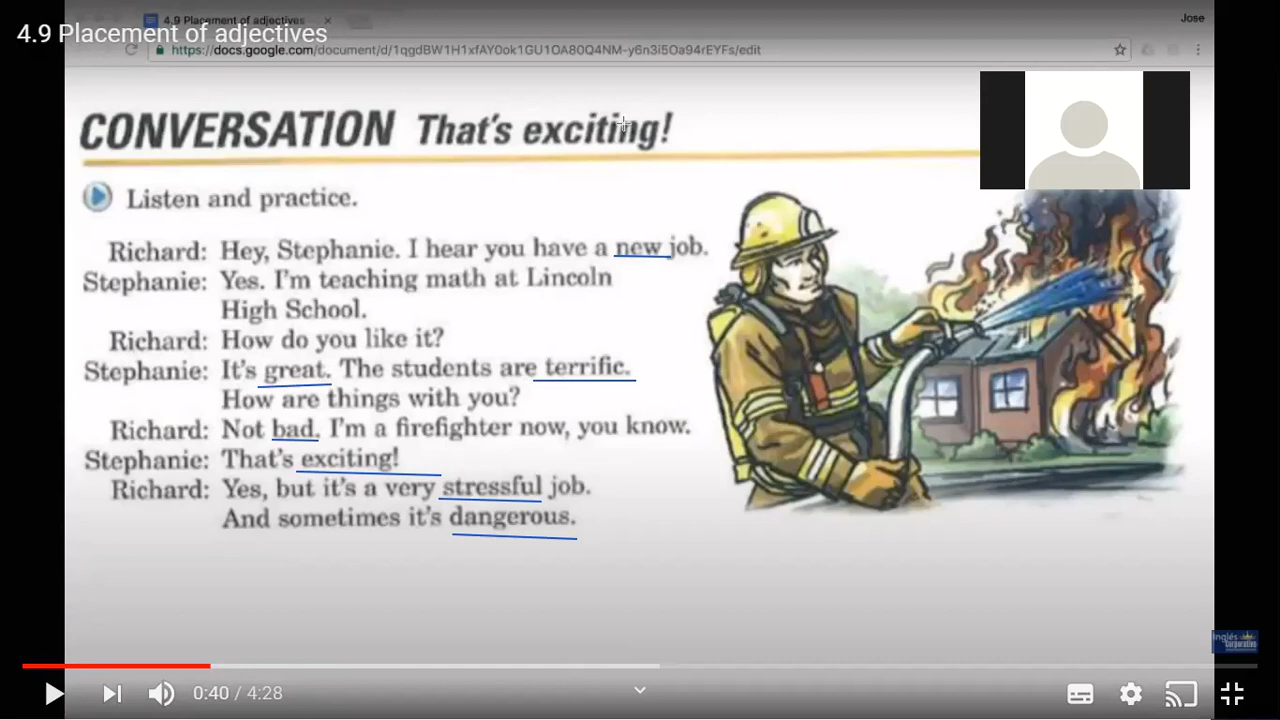 4.9 Placement of adjectives
Jose
4.9 Placement of adjectives
https://docs.google.com/document/d/1qgdBW1H1xfAY0ok1GU1OA80Q4NM-y6n3i5Oa94rEYFs/edit
CONVERSATION That's exciting!
Listen and practice.
Richard: Hey, Stephanie. I hear you have a new job.
Stephanie: Yes. I'm teaching math at Lincoln
High School.
Richard: How do you like it?
Stephanie: It's great. The students are terrific.
How are things with you?
Richard: Not bad. I'm a firefighter now, you know.
Stephanie: That's exciting!
Richard: Yes, but it's a very stressful job.
And sometimes it's dangerous.
Inglés
Corporativo
0:40 / 4:28